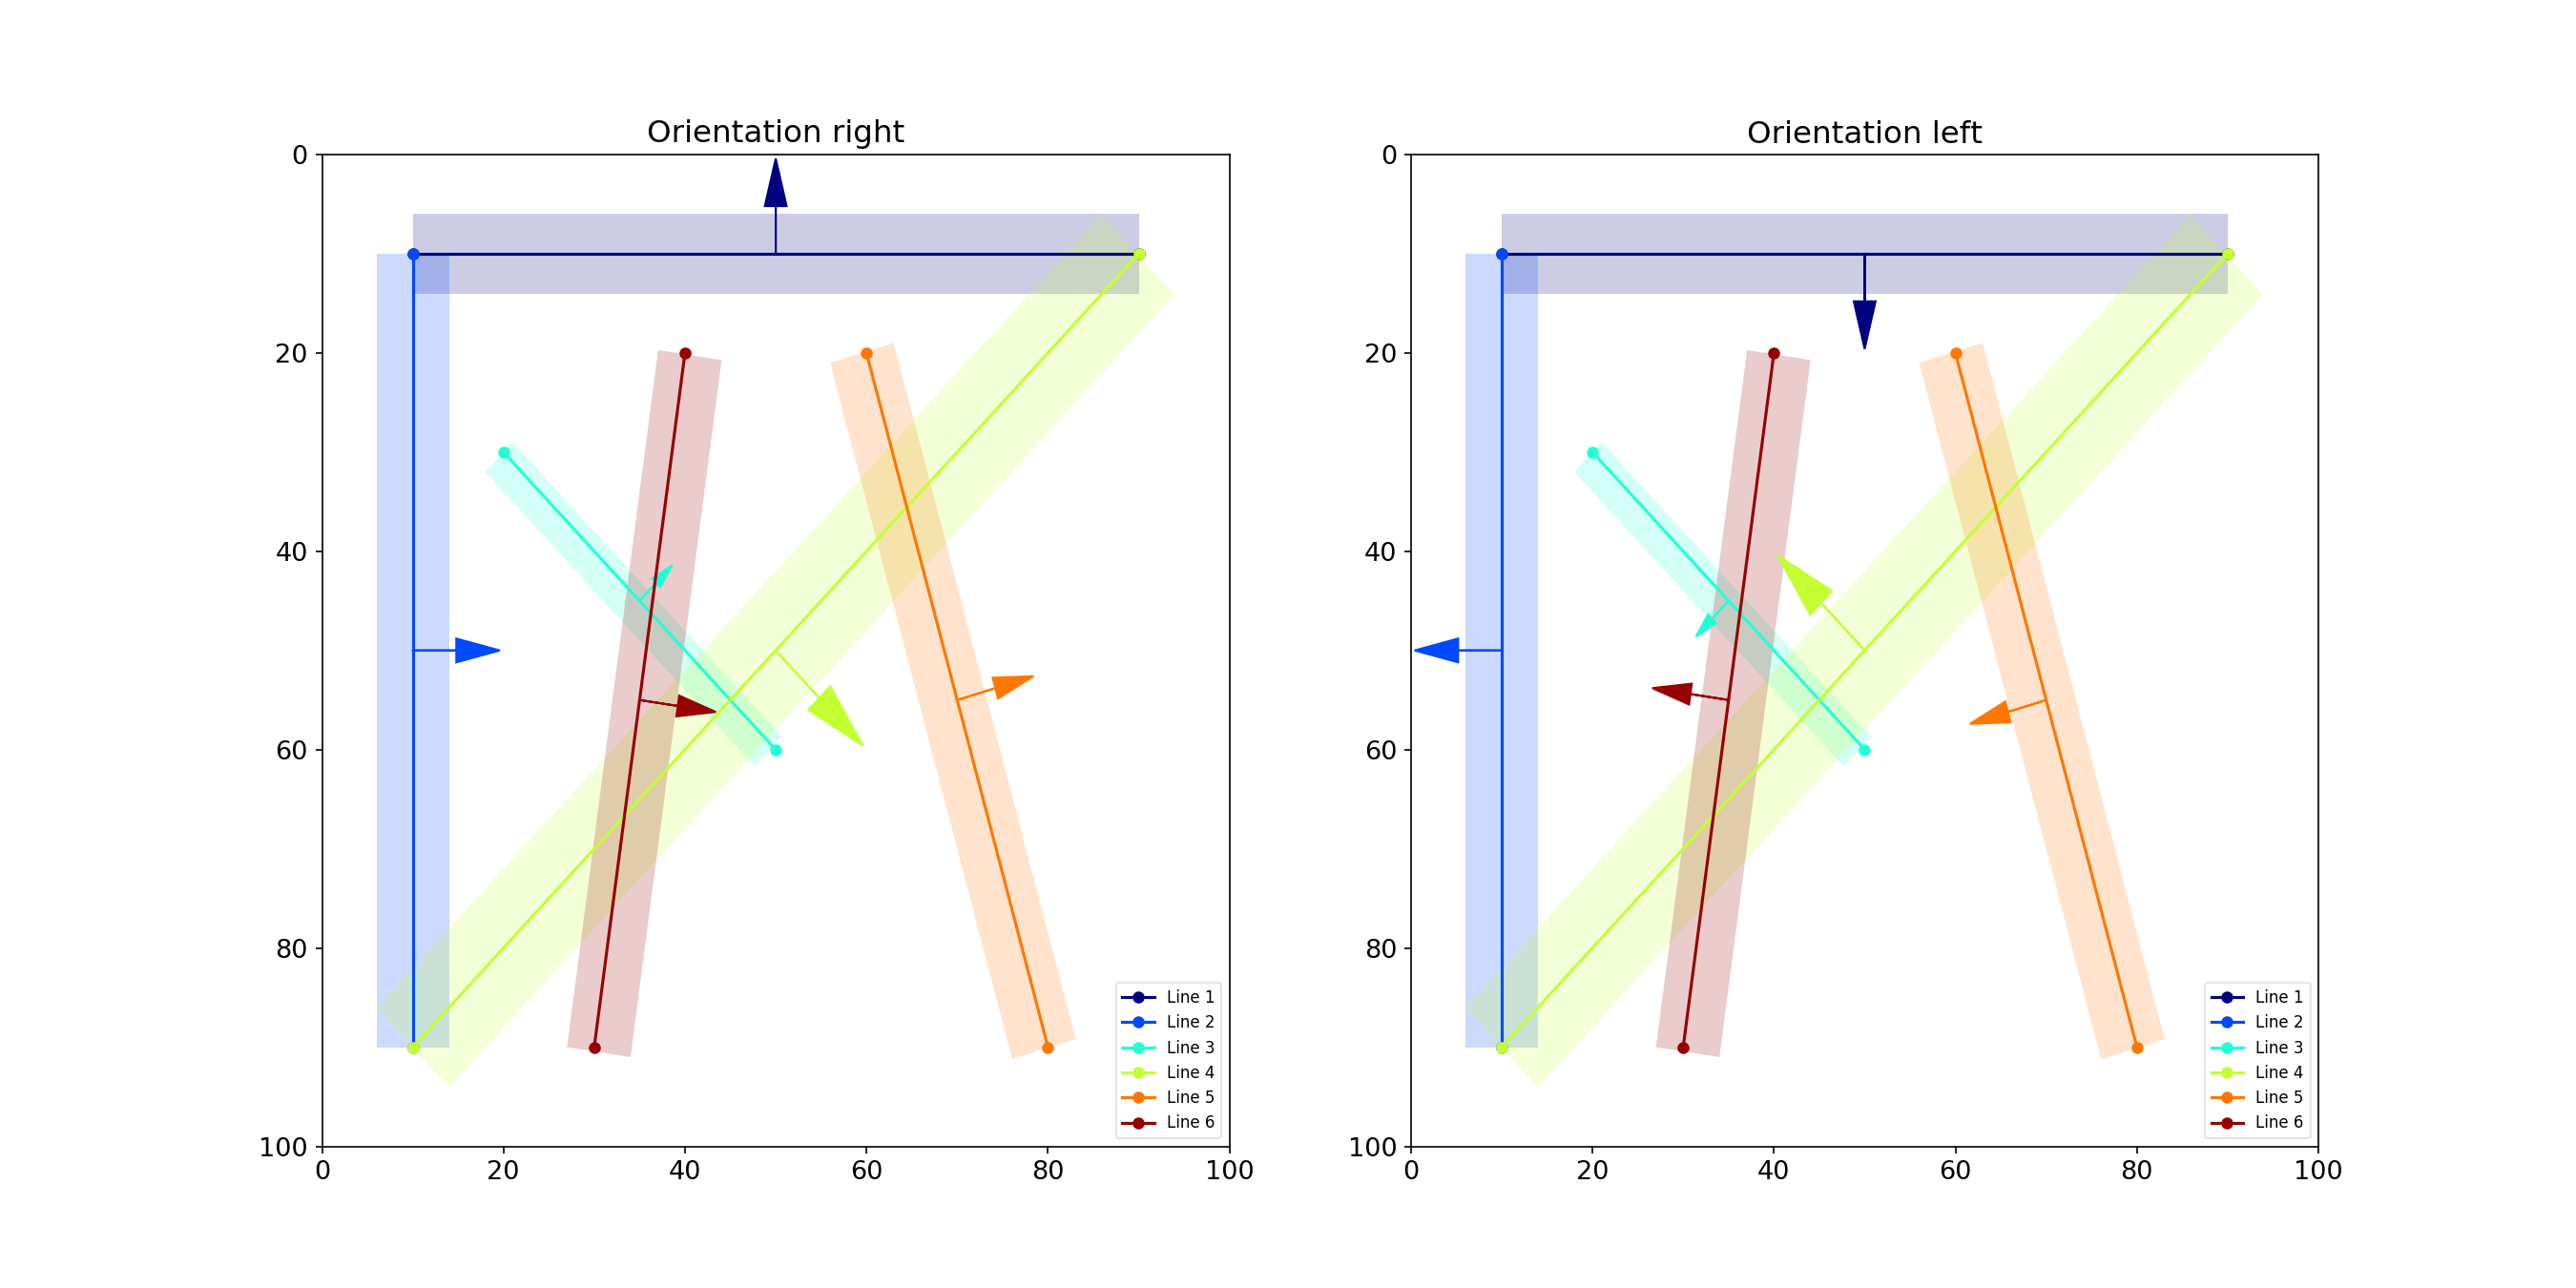 Orientation right
0
20
40
60
80
100
0 20 40 60 80 100
Line 1
Line 2
Line 3
Line 4
Line 5
Line 6
Orientation left
0
20
40
60
80
100
0 20 40 60 80 100
Line 1
Line 2
Line 3
Line 4
Line 5
Line 6